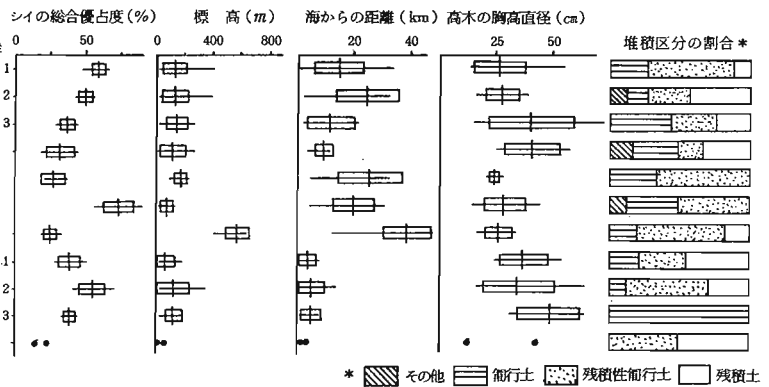 シイの総合優占度(%) 標高(m) 海からの距離(km) 高木の胸高直径(cm)
堆積区分の割合*
0 50 0 400 800 20 40 0 50
1
2
3
1
2
3
* その他 匍行土 残積性匍行土 残積土